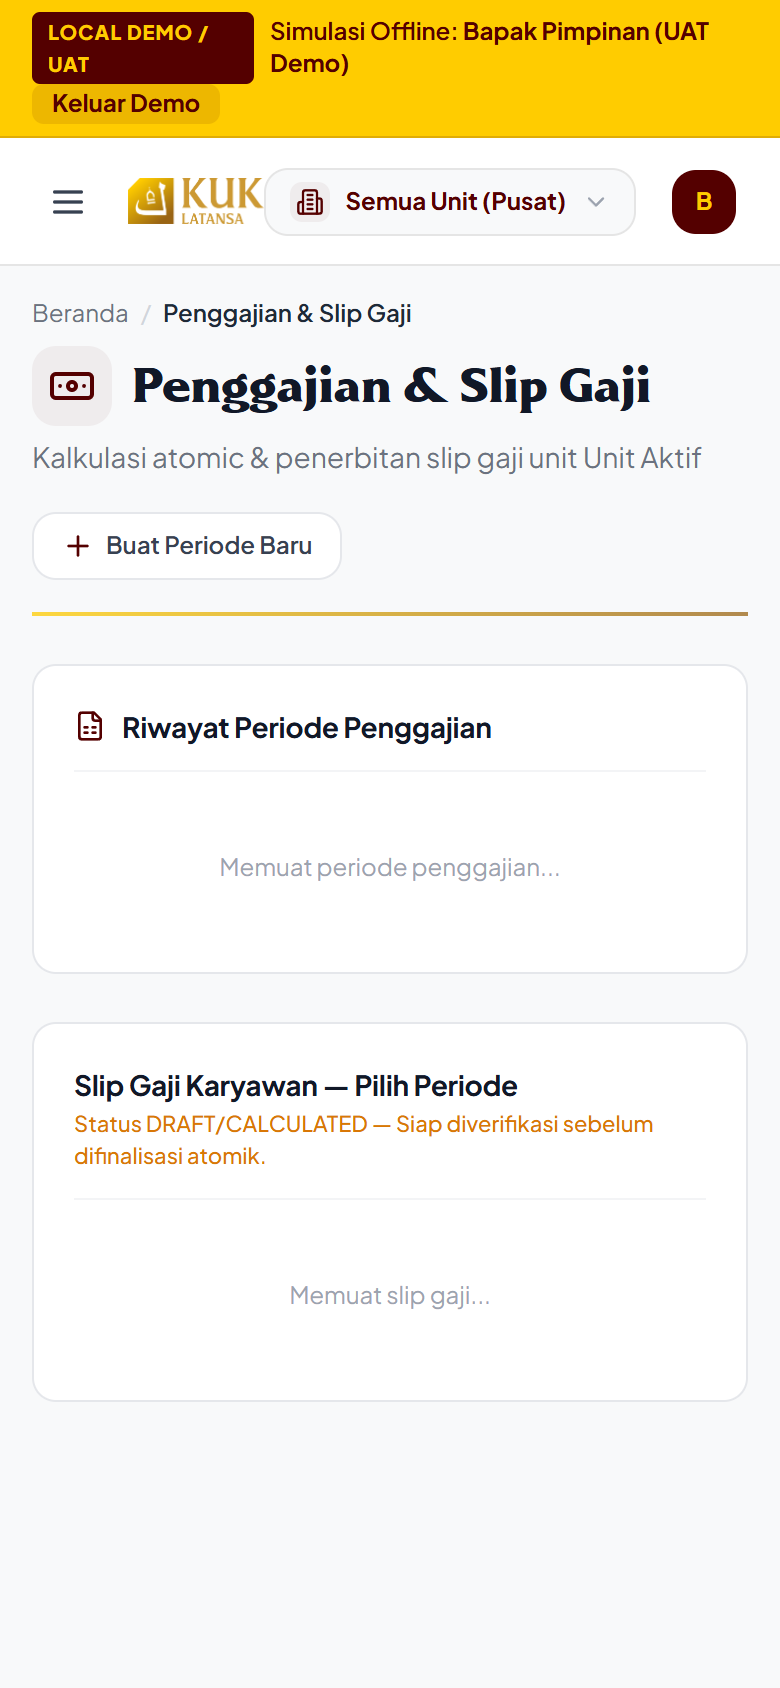 LOCAL DEMO /
UAT
Simulasi Offline: Bapak Pimpinan (UAT
Demo)
Keluar Demo
KUK
LATANSA
Semua Unit (Pusat)
B
Beranda / Penggajian & Slip Gaji
Penggajian & Slip Gaji
Kalkulasi atomic & penerbitan slip gaji unit Unit Aktif
Buat Periode Baru
Riwayat Periode Penggajian
Memuat periode penggajian...
Slip Gaji Karyawan — Pilih Periode
Status DRAFT/CALCULATED — Siap diverifikasi sebelum
difinalisasi atomik.
Memuat slip gaji...